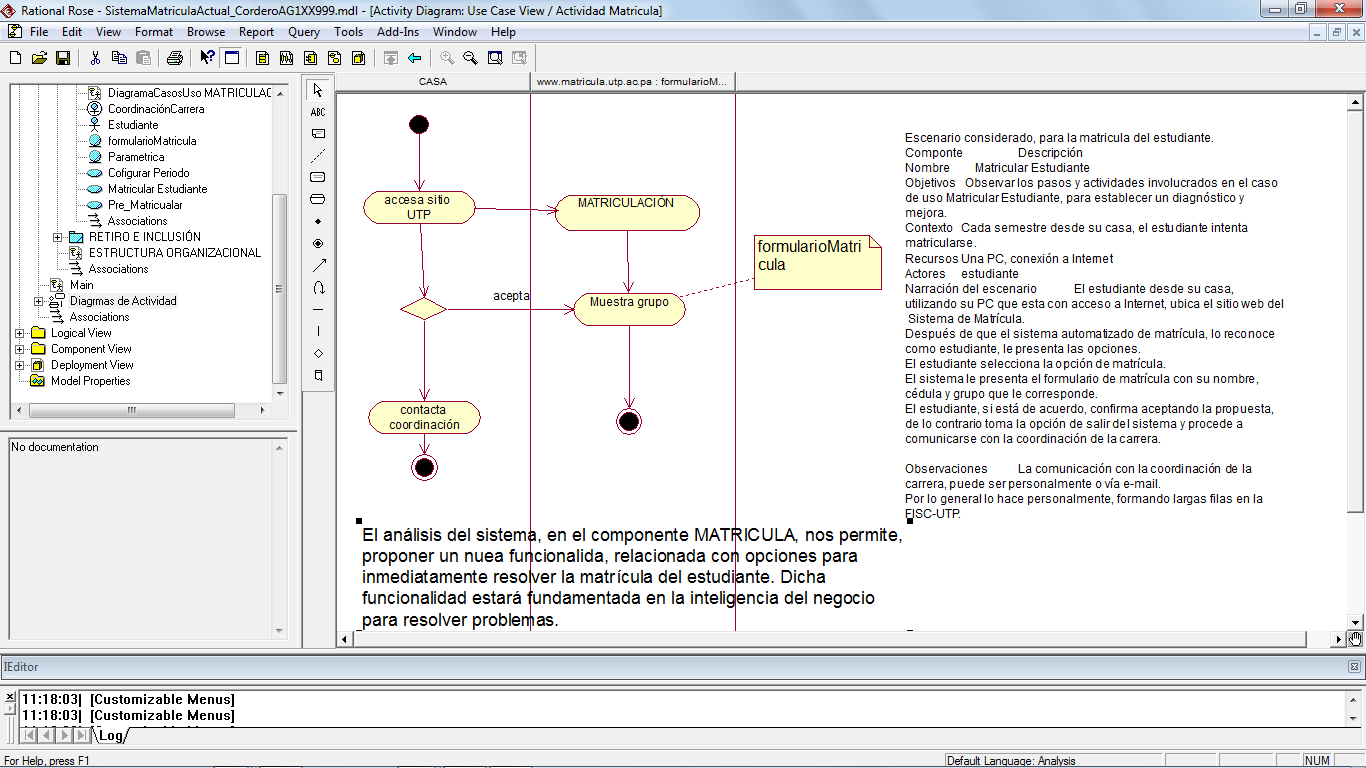 Rational Rose - SistemaMatriculaActual_CorderoAG1XX999.mdl - [Activity Diagram: Use Case View / Actividad Matricula]
File Edit View Format Browse Report Query Tools Add-Ins Window Help
DiagramaCasosUso MATRICULAC
CoordinaciónCarrera
Estudiante
formularioMatricula
Parametrica
Cofigurar Periodo
Matricular Estudiante
Pre_Matricualar
Associations
RETIRO E INCLUSIÓN
ESTRUCTURA ORGANIZACIONAL
Associations
Main
Diagrmas de Actividad
Associations
Logical View
Component View
Deployment View
Model Properties
No documentation
ABC
CASA
www.matricula.utp.ac.pa : formularioM...
accesa sitio
UTP
MATRICULACIÓN
formularioMatri
cula
acepta
Muestra grupo
contacta
coordinación
Escenario considerado, para la matricula del estudiante.
Componte Descripción
Nombre Matricular Estudiante
Objetivos Observar los pasos y actividades involucrados en el caso
de uso Matricular Estudiante, para establecer un diagnóstico y
mejora.
Contexto Cada semestre desde su casa, el estudiante intenta
matricularse.
Recursos Una PC, conexión a Internet
Actores estudiante
Narración del escenario El estudiante desde su casa,
utilizando su PC que esta con acceso a Internet, ubica el sitio web del
Sistema de Matrícula.
Después de que el sistema automatizado de matrícula, lo reconoce
como estudiante, le presenta las opciones.
El estudiante selecciona la opción de matrícula.
El sistema le presenta el formulario de matrícula con su nombre,
cédula y grupo que le corresponde.
El estudiante, si está de acuerdo, confirma aceptando la propuesta,
de lo contrario toma la opción de salir del sistema y procede a
comunicarse con la coordinación de la carrera.
Observaciones La comunicación con la coordinación de la
carrera, puede ser personalmente o vía e-mail.
Por lo general lo hace personalmente, formando largas filas en la
FISC-UTP.
El análisis del sistema, en el componente MATRICULA, nos permite,
proponer un nuea funcionalida, relacionada con opciones para
inmediatamente resolver la matrícula del estudiante. Dicha
funcionalidad estará fundamentada en la inteligencia del negocio
para resolver problemas.
IEditor
11:18:03| [Customizable Menus]
11:18:03| [Customizable Menus]
Log
For Help, press F1
Default Language: Analysis
NUM